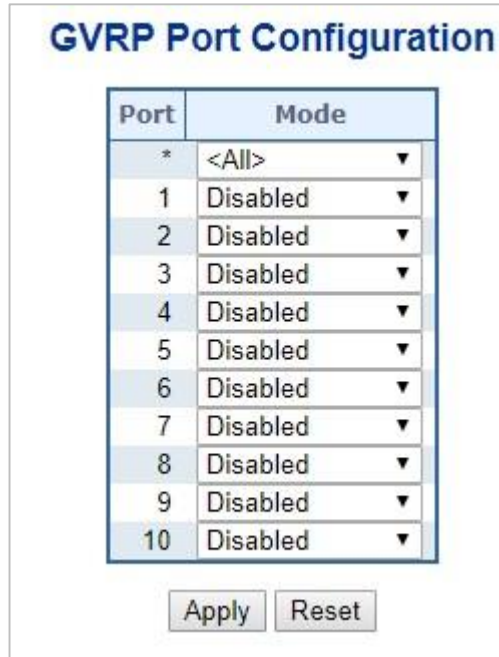 GVRP Port Configuration
Port Mode
* <All>
1 Disabled
2 Disabled
3 Disabled
4 Disabled
5 Disabled
6 Disabled
7 Disabled
8 Disabled
9 Disabled
10 Disabled
Apply Reset